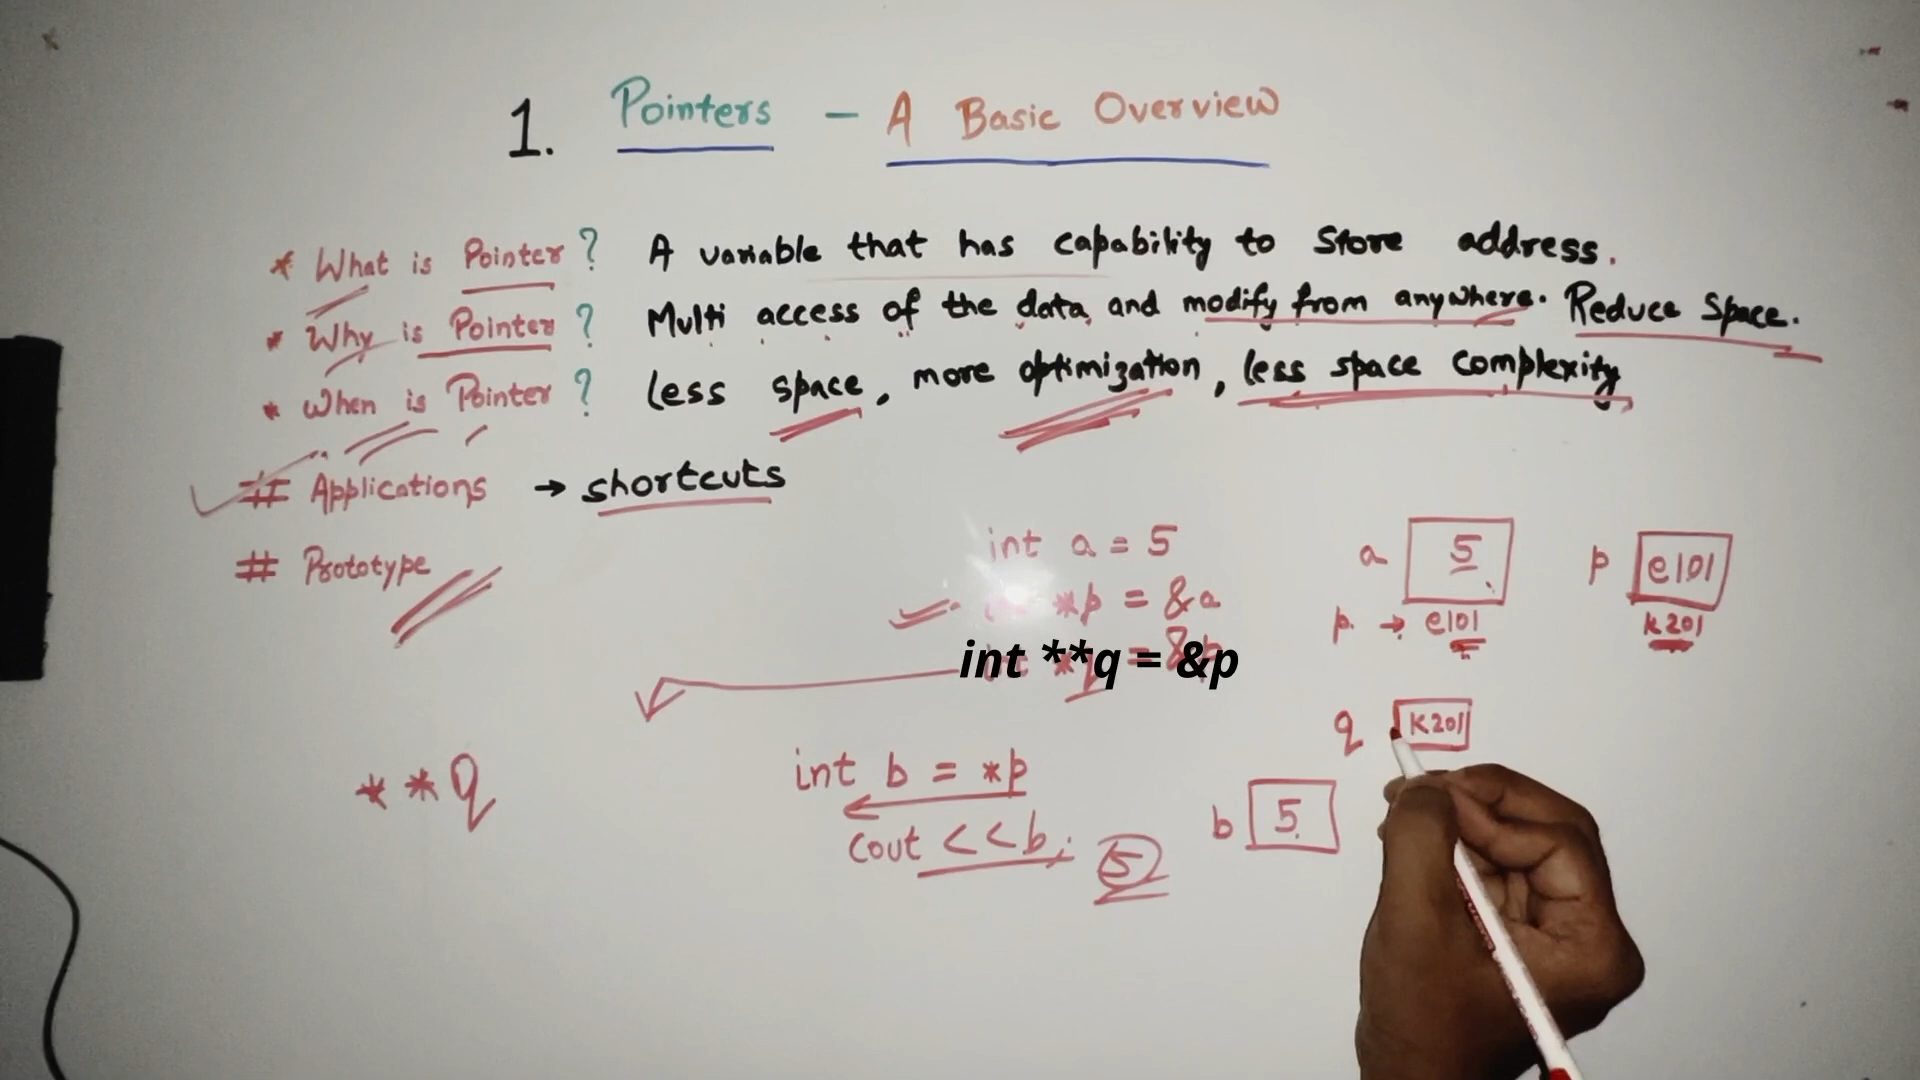 1. Pointers - A Basic Overview
* What is Pointer? A variable that has capability to store address.
* Why is Pointer? Multi access of the data, and modify from anywhere. Reduce Space.
* When is Pointer? less space, more optimization, less space complexity
# Applications → shortcuts
# Prototype
int a = 5
*p = &a
int **q = &p
a 5
p → e101
p e101
k201
q k201
**q
int b = *p
cout <<b; 5
b 5